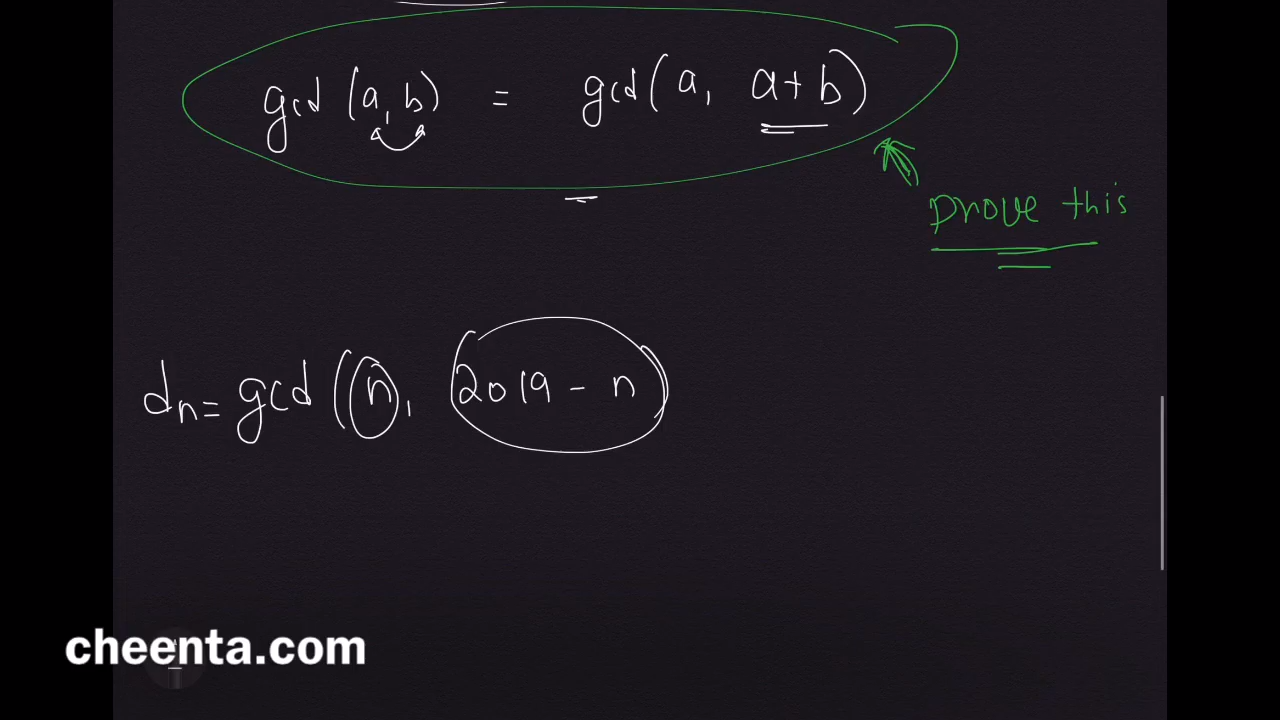 gcd (a, b) = gcd (a, a+b)
prove this
dn = gcd (n, (2019 - n))
cheenta.com